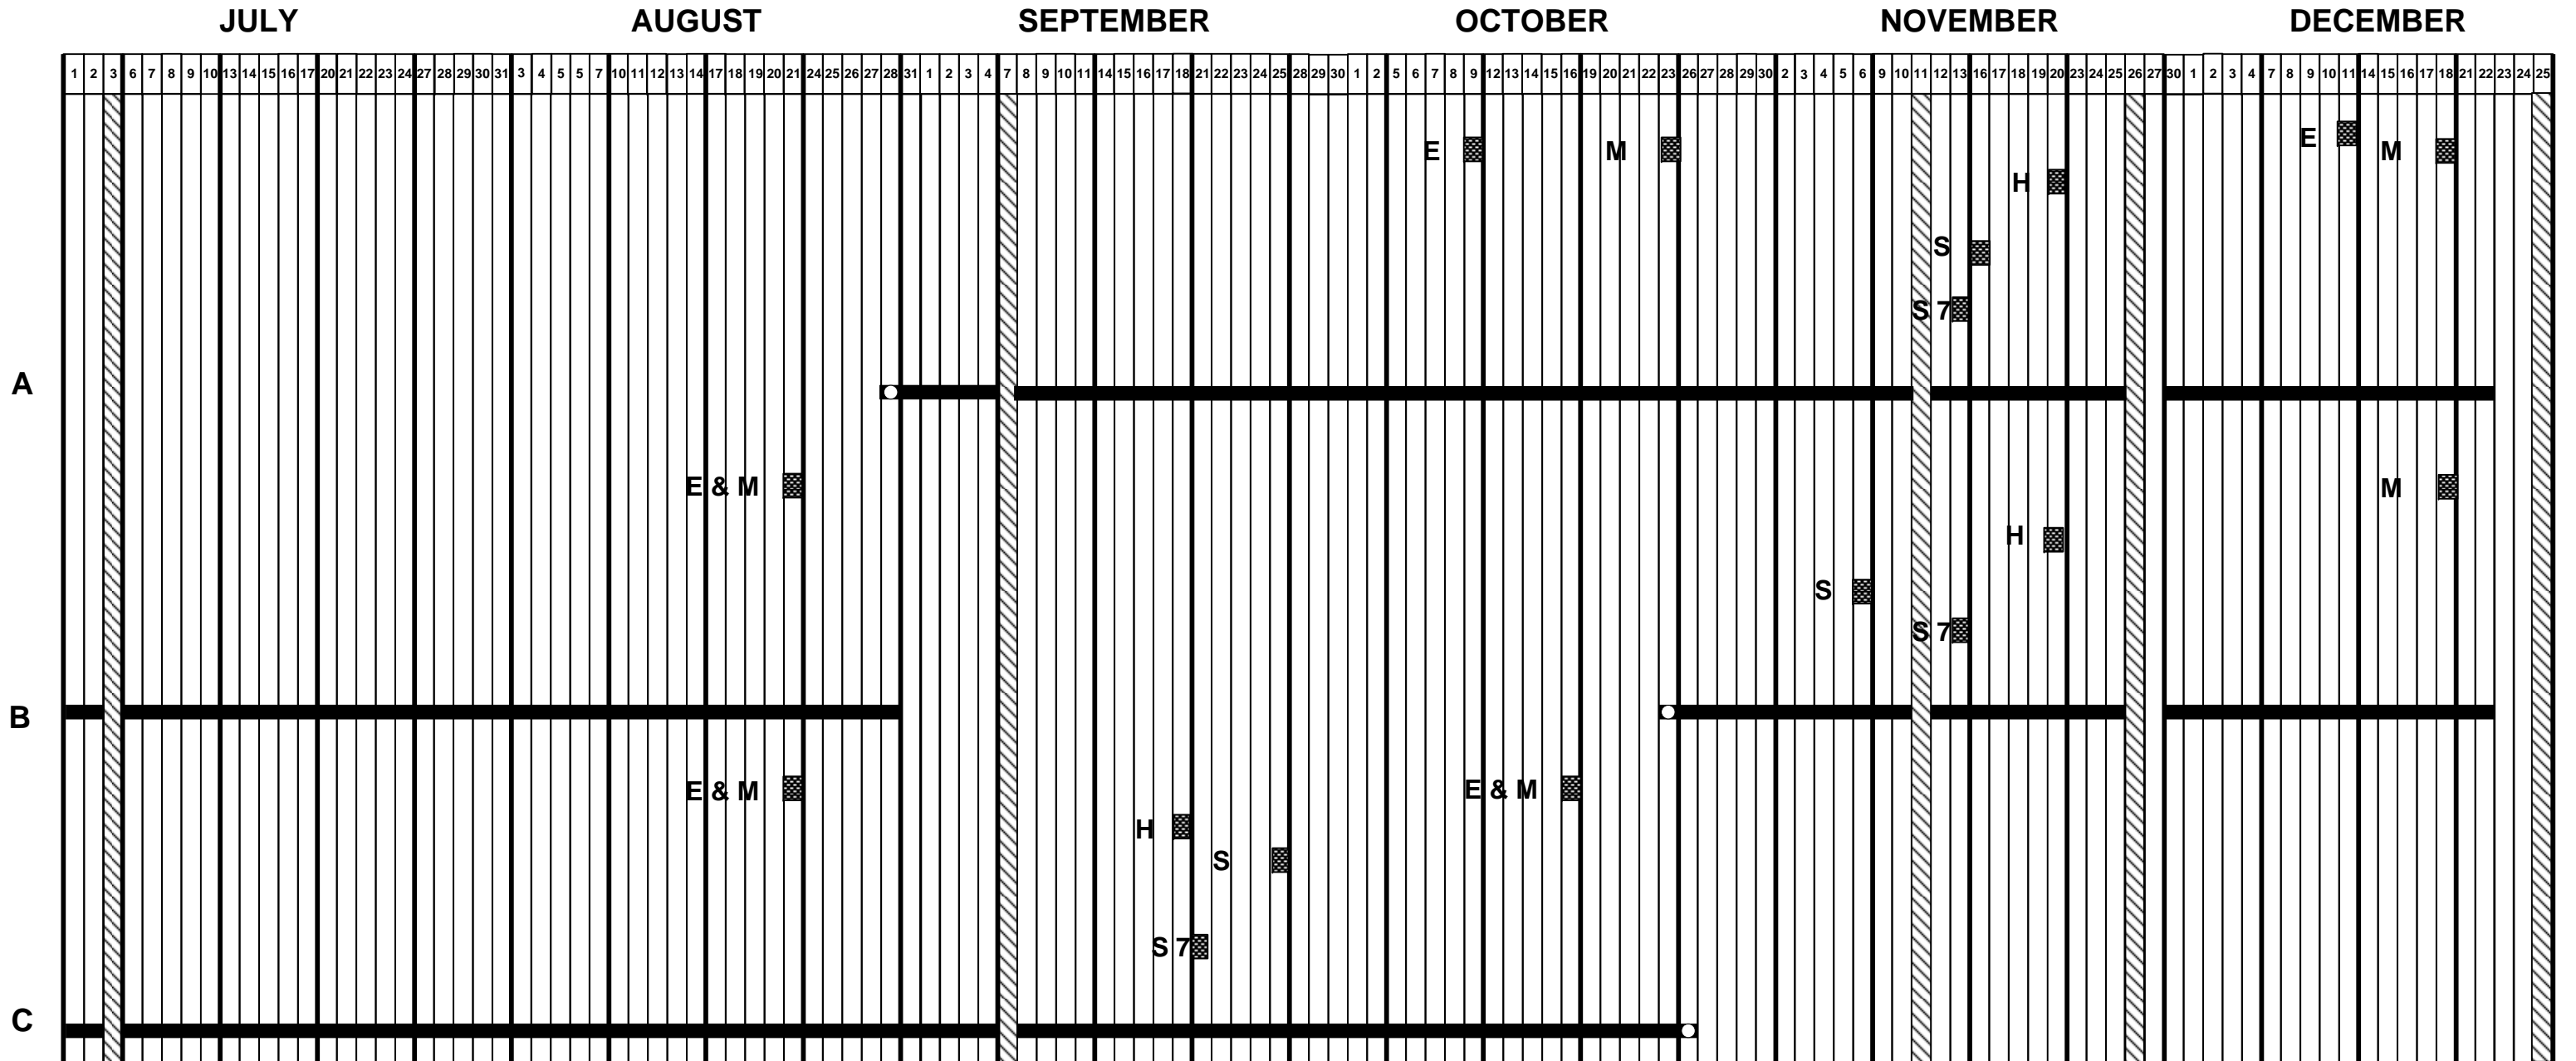 JULY AUGUST SEPTEMBER OCTOBER NOVEMBER DECEMBER
1 2 3 6 7 8 9 10 13 14 15 16 17 20 21 22 23 24 27 28 29 30 31 3 4 5 5 7 10 11 12 13 14 17 18 19 20 21 24 25 26 27 28 31 1 2 3 4 7 8 9 10 11 14 15 16 17 18 21 22 23 24 25 28 29 30 1 2 5 6 7 8 9 12 13 14 15 16 19 20 21 22 23 26 27 28 29 30 2 3 4 5 6 9 10 11 12 13 16 17 18 19 20 23 24 25 26 27 30 1 2 3 4 7 8 9 10 11 14 15 16 17 18 21 22 23 24 25
E M E M
H
S
S 7
A
E & M M
H
S
S 7
B
E & M E & M
H
S
S 7
C